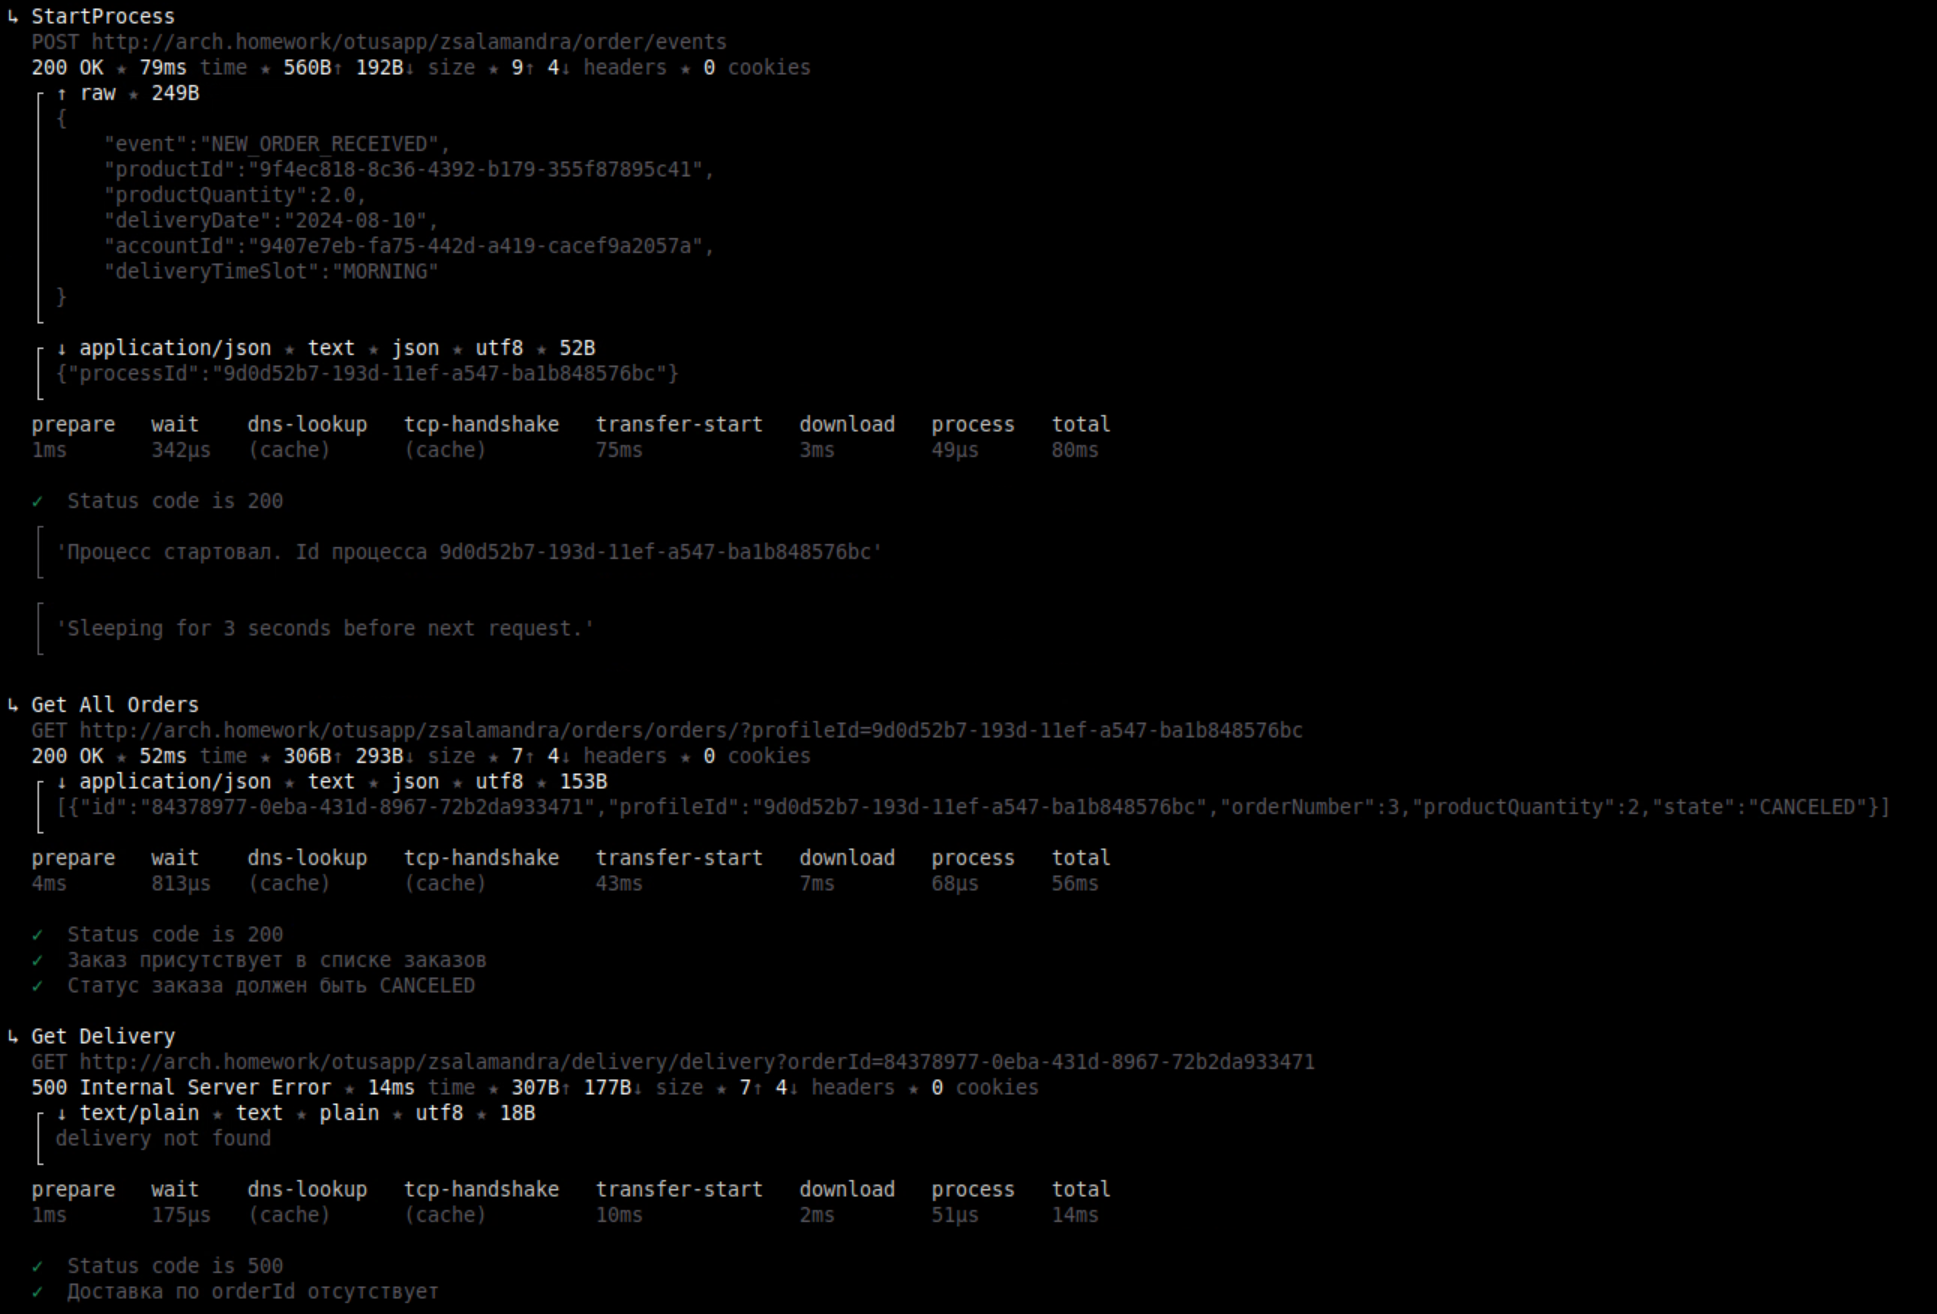 ↳ StartProcess
POST http://arch.homework/otusapp/zsalamandra/order/events
200 OK ★ 79ms time ★ 560B↑ 192B↓ size ★ 9↑ 4↓ headers ★ 0 cookies
↑ raw ★ 249B
{
"event":"NEW_ORDER_RECEIVED",
"productId":"9f4ec818-8c36-4392-b179-355f87895c41",
"productQuantity":2.0,
"deliveryDate":"2024-08-10",
"accountId":"9407e7eb-fa75-442d-a419-cacef9a2057a",
"deliveryTimeSlot":"MORNING"
}
↓ application/json ★ text ★ json ★ utf8 ★ 52B
{"processId":"9d0d52b7-193d-11ef-a547-ba1b848576bc"}
prepare wait dns-lookup tcp-handshake transfer-start download process total
1ms 342µs (cache) (cache) 75ms 3ms 49µs 80ms
✓ Status code is 200
'Процесс стартовал. Id процесса 9d0d52b7-193d-11ef-a547-ba1b848576bc'
'Sleeping for 3 seconds before next request.'
↳ Get All Orders
GET http://arch.homework/otusapp/zsalamandra/orders/orders/?profileId=9d0d52b7-193d-11ef-a547-ba1b848576bc
200 OK ★ 52ms time ★ 306B↑ 293B↓ size ★ 7↑ 4↓ headers ★ 0 cookies
↓ application/json ★ text ★ json ★ utf8 ★ 153B
[{"id":"84378977-0eba-431d-8967-72b2da933471","profileId":"9d0d52b7-193d-11ef-a547-ba1b848576bc","orderNumber":3,"productQuantity":2,"state":"CANCELED"}]
prepare wait dns-lookup tcp-handshake transfer-start download process total
4ms 813µs (cache) (cache) 43ms 7ms 68µs 56ms
✓ Status code is 200
✓ Заказ присутствует в списке заказов
✓ Статус заказа должен быть CANCELED
↳ Get Delivery
GET http://arch.homework/otusapp/zsalamandra/delivery/delivery?orderId=84378977-0eba-431d-8967-72b2da933471
500 Internal Server Error ★ 14ms time ★ 307B↑ 177B↓ size ★ 7↑ 4↓ headers ★ 0 cookies
↓ text/plain ★ text ★ plain ★ utf8 ★ 18B
delivery not found
prepare wait dns-lookup tcp-handshake transfer-start download process total
1ms 175µs (cache) (cache) 10ms 2ms 51µs 14ms
✓ Status code is 500
✓ Доставка по orderId отсутствует